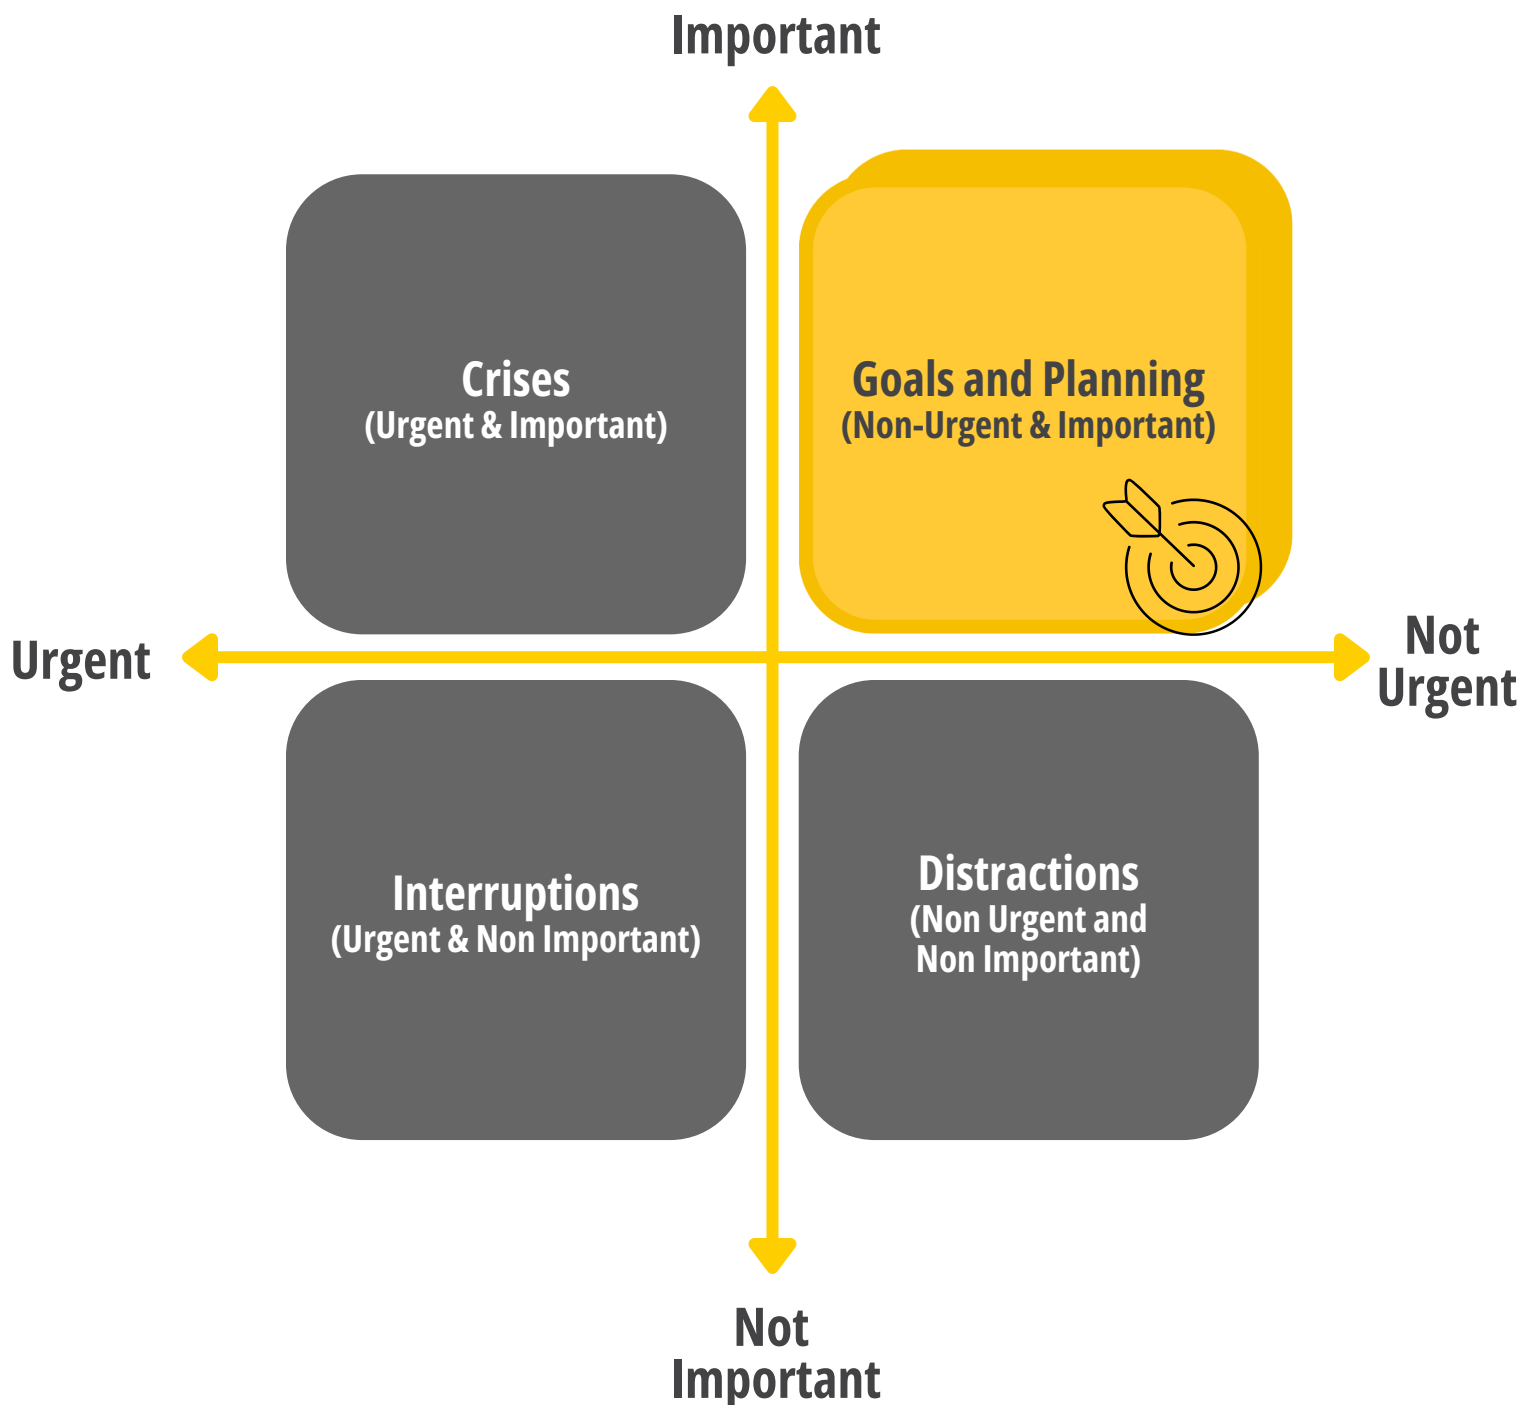 Important
Crises
(Urgent & Important)
Goals and Planning
(Non-Urgent & Important)
Urgent
Not
Urgent
Interruptions
(Urgent & Non Important)
Distractions
(Non Urgent and
Non Important)
Not
Important